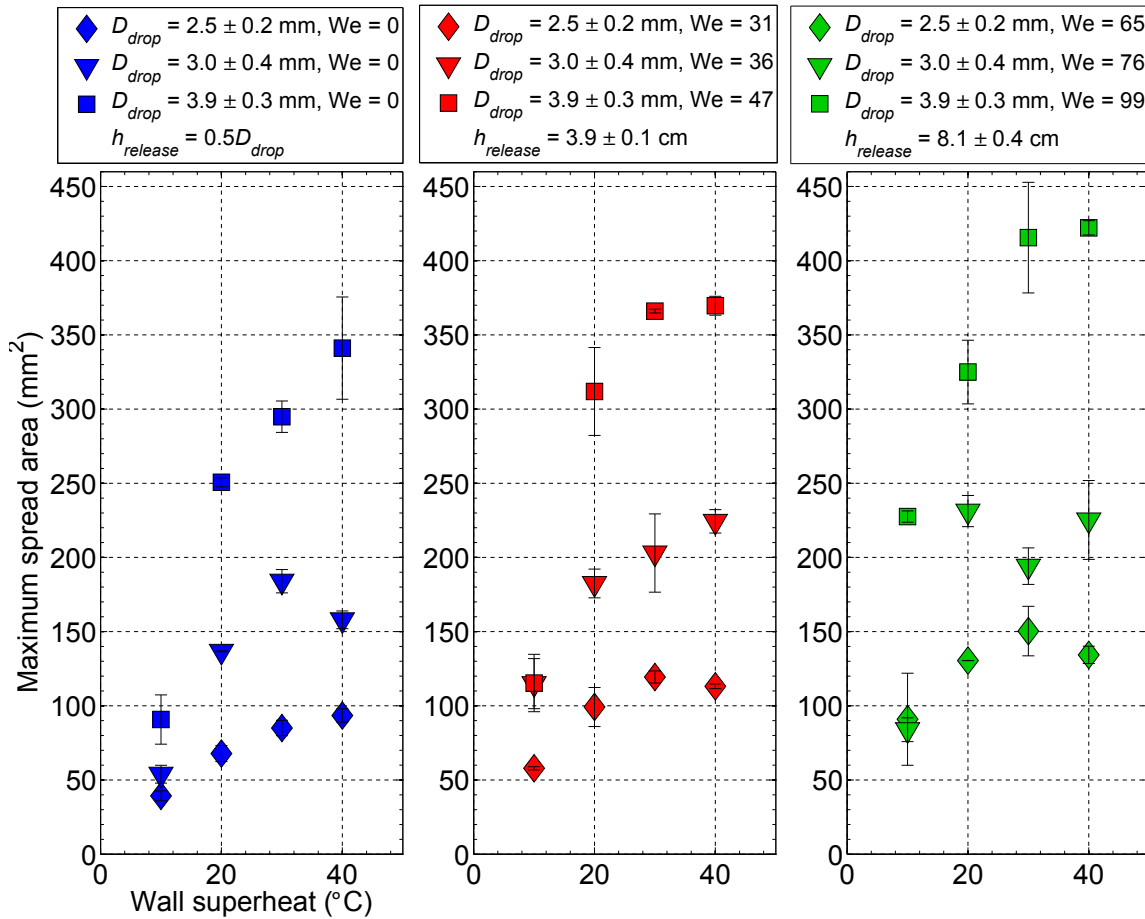 D_drop = 2.5 ± 0.2 mm, We = 0
D_drop = 3.0 ± 0.4 mm, We = 0
D_drop = 3.9 ± 0.3 mm, We = 0
h_release = 0.5D_drop
D_drop = 2.5 ± 0.2 mm, We = 31
D_drop = 3.0 ± 0.4 mm, We = 36
D_drop = 3.9 ± 0.3 mm, We = 47
h_release = 3.9 ± 0.1 cm
D_drop = 2.5 ± 0.2 mm, We = 65
D_drop = 3.0 ± 0.4 mm, We = 76
D_drop = 3.9 ± 0.3 mm, We = 99
h_release = 8.1 ± 0.4 cm
Maximum spread area (mm²)
450
400
350
300
250
200
150
100
50
0
0 20 40
Wall superheat (°C)
450
400
350
300
250
200
150
100
50
0
0 20 40
450
400
350
300
250
200
150
100
50
0
0 20 40